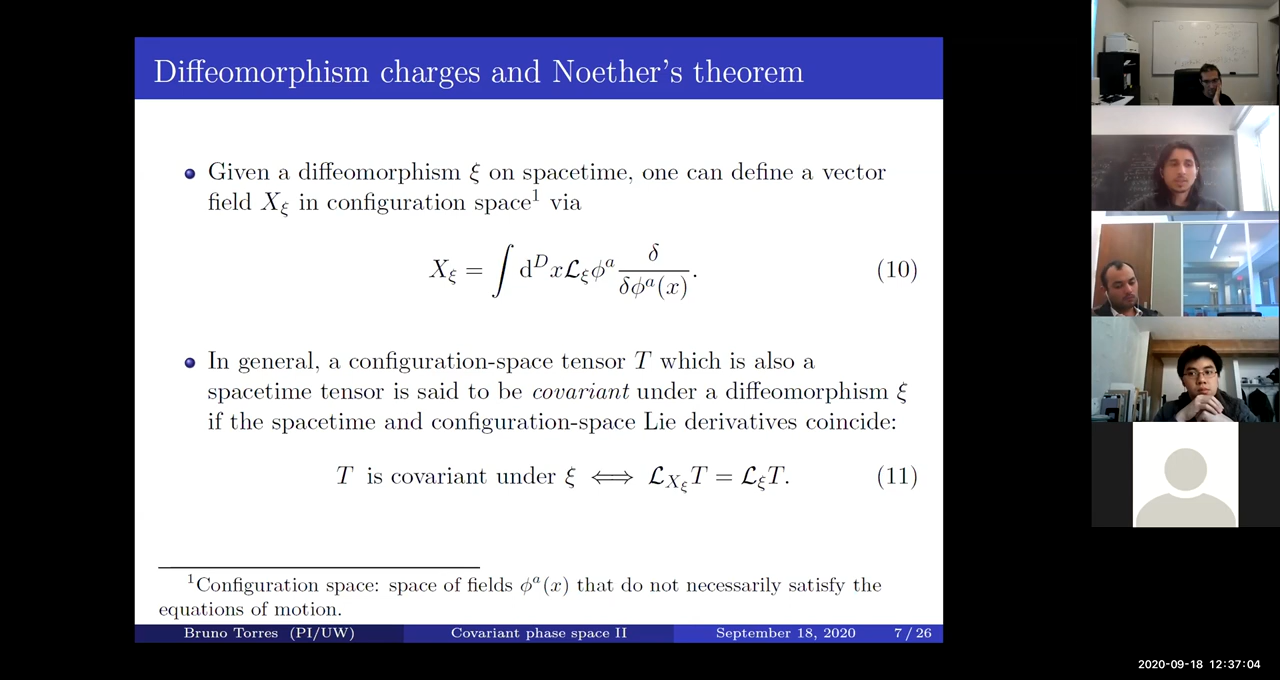 Diffeomorphism charges and Noether's theorem
Given a diffeomorphism ξ on spacetime, one can define a vector
field X_ξ in configuration space¹ via
X_ξ = ∫ d^D x ℒ_ξ φ^a δ/δφ^a(x). (10)
In general, a configuration-space tensor T which is also a
spacetime tensor is said to be covariant under a diffeomorphism ξ
if the spacetime and configuration-space Lie derivatives coincide:
T is covariant under ξ ⟺ ℒ_{X_ξ} T = ℒ_ξ T. (11)
¹Configuration space: space of fields φ^a(x) that do not necessarily satisfy the
equations of motion.
Bruno Torres (PI/UW) Covariant phase space II September 18, 2020 7 / 26
2020-09-18 12:37:04